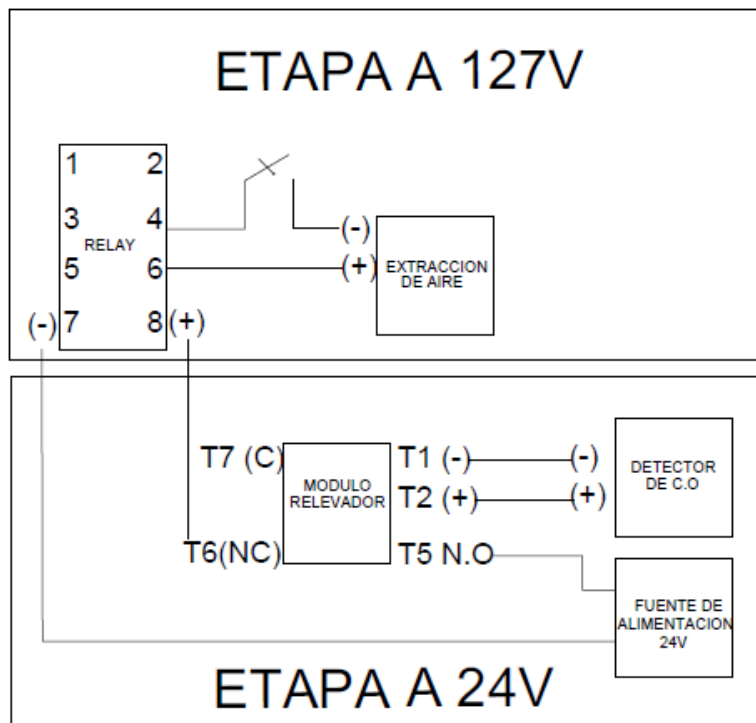 ETAPA A 127V
1 2
3 4
RELAY
5 6
(-) 7 8 (+)
(-)
(+)
EXTRACCION
DE AIRE
T7 (C)
MODULO
RELEVADOR
T1 (-) (-)
T2 (+) (+)
DETECTOR
DE C.O
T6(NC)
T5 N.O
FUENTE DE
ALIMENTACION
24V
ETAPA A 24V